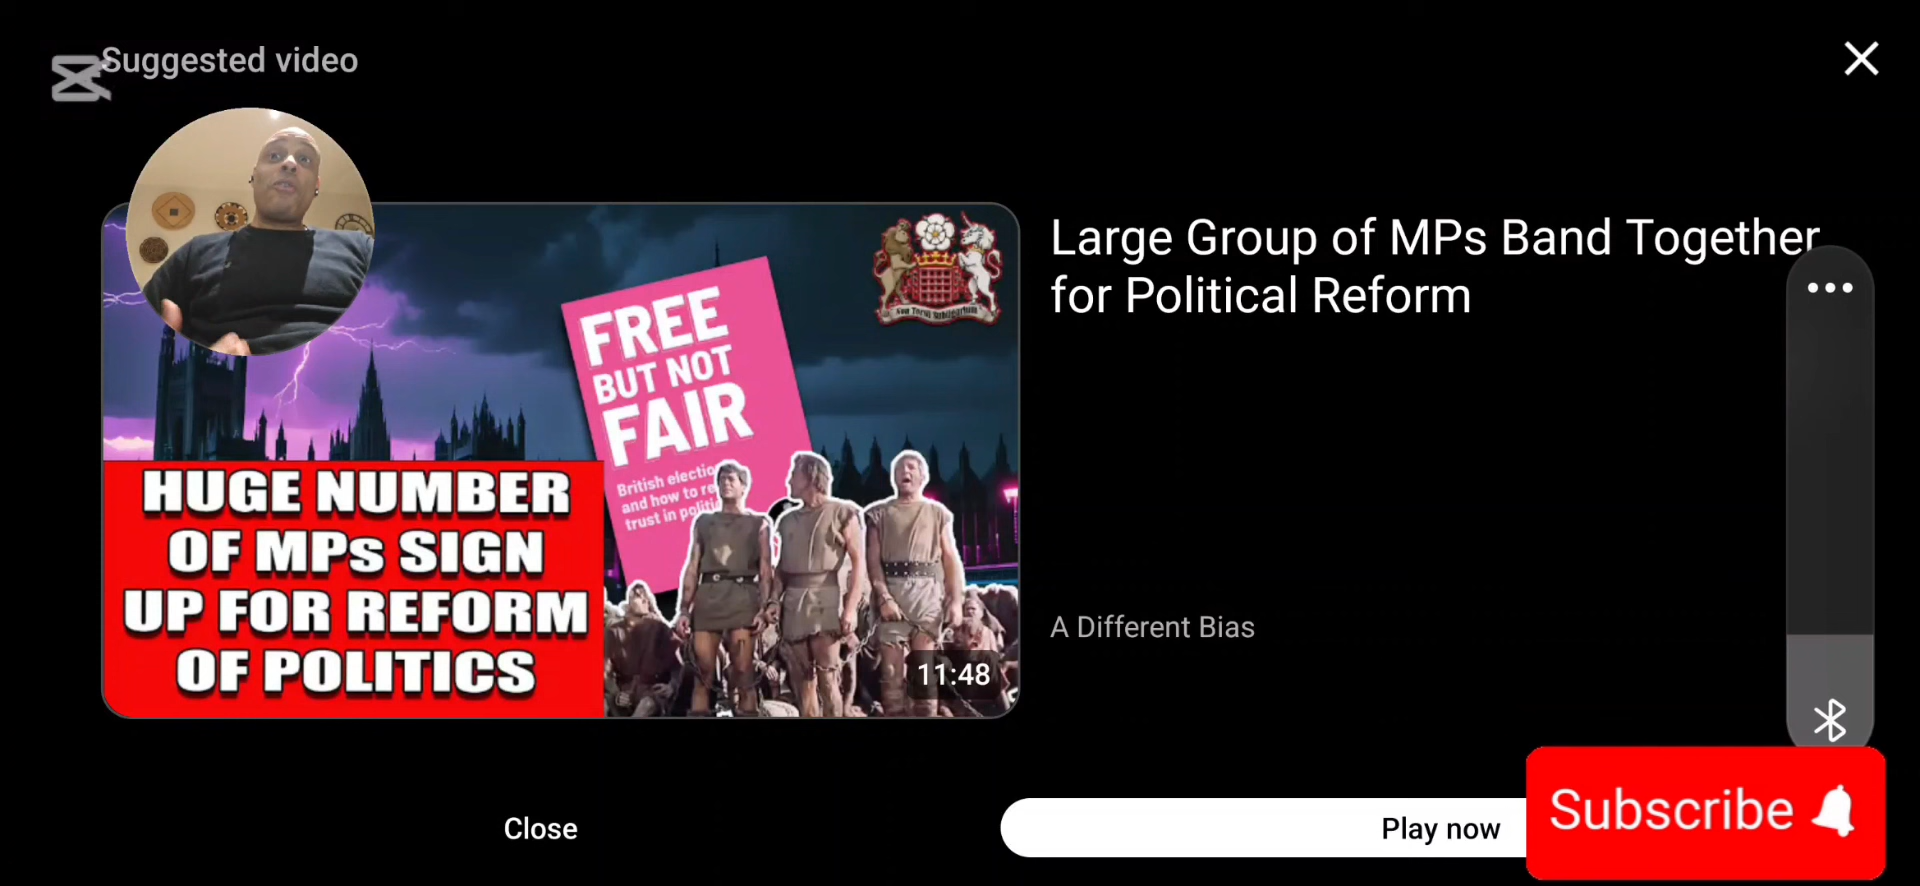 Suggested video
FREE
BUT NOT
FAIR
British electio
and how to re
trust in politi
HUGE NUMBER
OF MPs SIGN
UP FOR REFORM
OF POLITICS
11:48
Large Group of MPs Band Together
for Political Reform
A Different Bias
Close
Play now
Subscribe